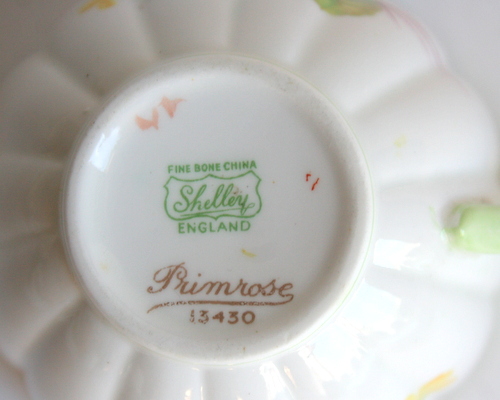 FINE BONE CHINA
Shelley
ENGLAND
Primrose
13430